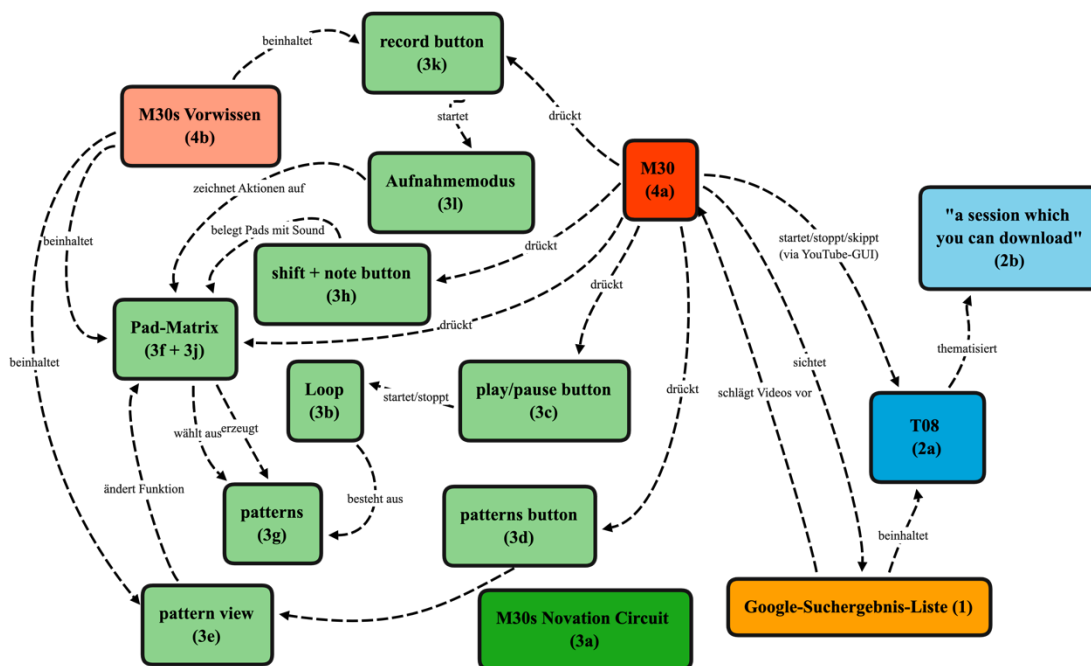 beinhaltet
record button
(3k)
M30s Vorwissen
(4b)
startet
drückt
M30
(4a)
Aufnahmemodus
(3l)
zeichnet Aktionen auf
"a session which
you can download"
(2b)
beinhaltet
belegt Pads mit Sound
startet/stoppt/skippt
(via YouTube-GUI)
shift + note button
(3h)
drückt
drückt
Pad-Matrix
(3f + 3j)
drückt
thematisiert
beinhaltet
sichtet
drückt
Loop
(3b)
startet/stoppt
play/pause button
(3c)
schlägt Videos vor
T08
(2a)
wählt aus
erzeugt
ändert Funktion
besteht aus
patterns
(3g)
patterns button
(3d)
beinhaltet
pattern view
(3e)
M30s Novation Circuit
(3a)
Google-Suchergebnis-Liste (1)